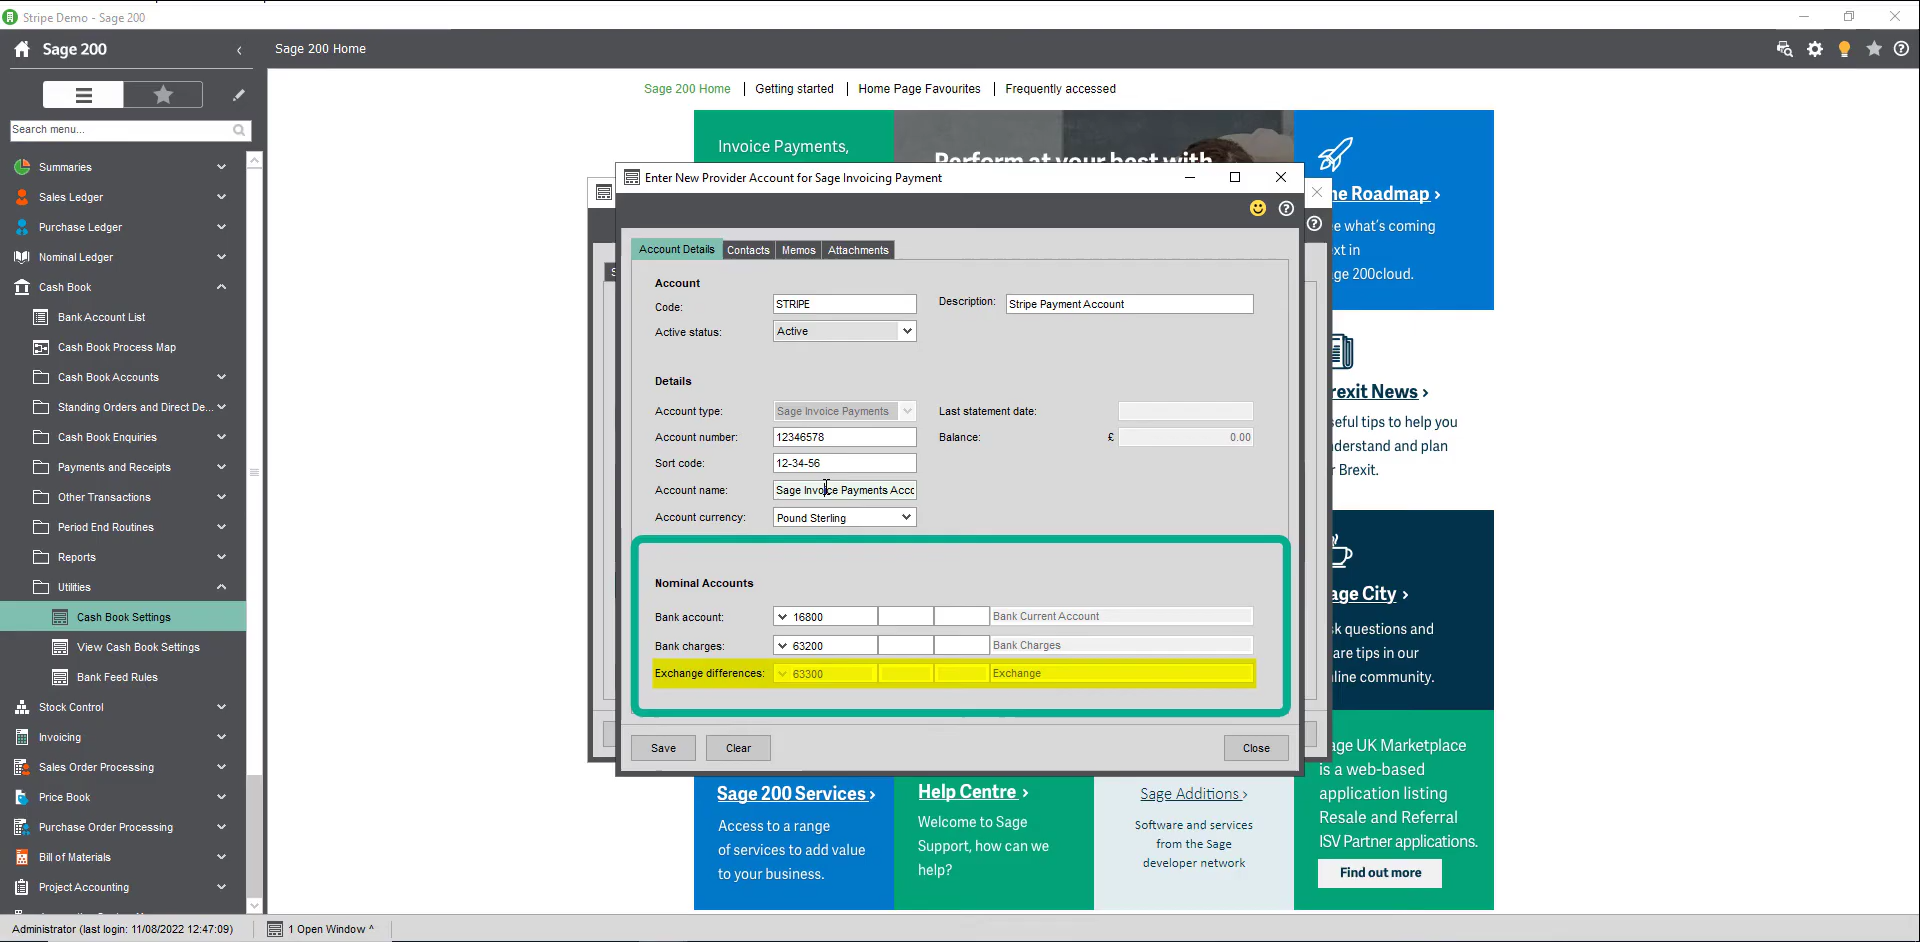 Stripe Demo - Sage 200
Sage 200
Sage 200 Home
Search menu...
Summaries
Sales Ledger
Purchase Ledger
Nominal Ledger
Cash Book
Bank Account List
Cash Book Process Map
Cash Book Accounts
Standing Orders and Direct De...
Cash Book Enquiries
Payments and Receipts
Other Transactions
Period End Routines
Reports
Utilities
Cash Book Settings
View Cash Book Settings
Bank Feed Rules
Stock Control
Invoicing
Sales Order Processing
Price Book
Purchase Order Processing
Bill of Materials
Project Accounting
Sage 200 Home | Getting started | Home Page Favourites | Frequently accessed
Invoice Payments,
Perform at your best with
Enter New Provider Account for Sage Invoicing Payment
Account Details Contacts Memos Attachments
Account
Code: STRIPE Description: Stripe Payment Account
Active status: Active
Details
Account type: Sage Invoice Payments Last statement date:
Account number: 12346578 Balance: £ 0.00
Sort code: 12-34-56
Account name: Sage Invoice Payments Acco
Account currency: Pound Sterling
Nominal Accounts
Bank account: 16800 Bank Current Account
Bank charges: 63200 Bank Charges
Exchange differences: 63300 Exchange
Save Clear Close
he Roadmap ›
e what's coming
xt in
ge 200cloud.
rexit News ›
eful tips to help you
nderstand and plan
r Brexit.
age City ›
k questions and
are tips in our
nline community.
Sage 200 Services ›
Access to a range
of services to add value
to your business.
Help Centre ›
Welcome to Sage
Support, how can we
help?
Sage Additions ›
Software and services
from the Sage
developer network
age UK Marketplace
is a web-based
application listing
Resale and Referral
ISV Partner applications.
Find out more
Administrator (last login: 11/08/2022 12:47:09) 1 Open Window ^